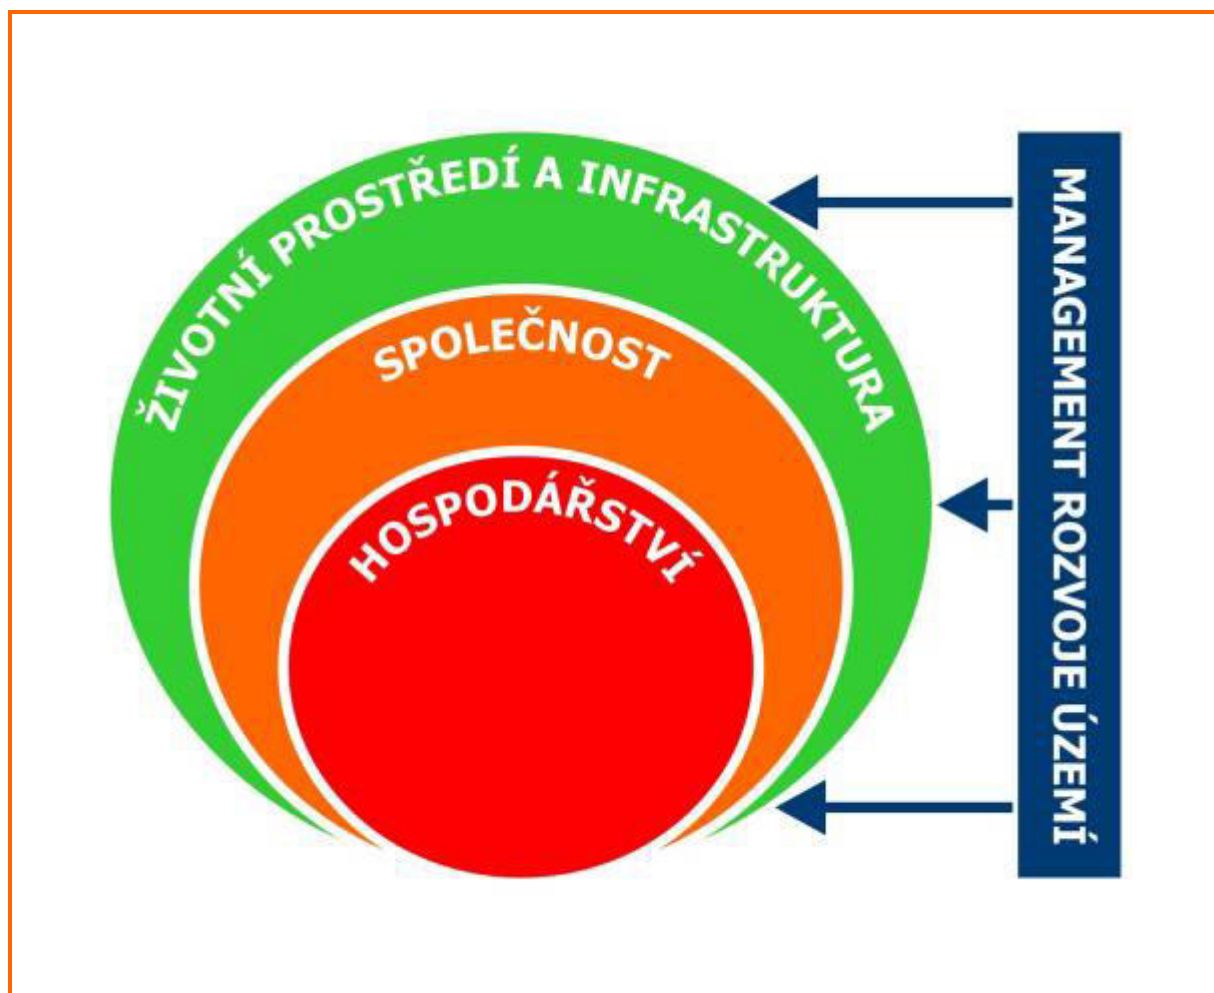 ŽIVOTNÍ PROSTŘEDÍ A INFRASTRUKTURA
SPOLEČNOST
HOSPODÁŘSTVÍ
MANAGEMENT ROZVOJE ÚZEMÍ